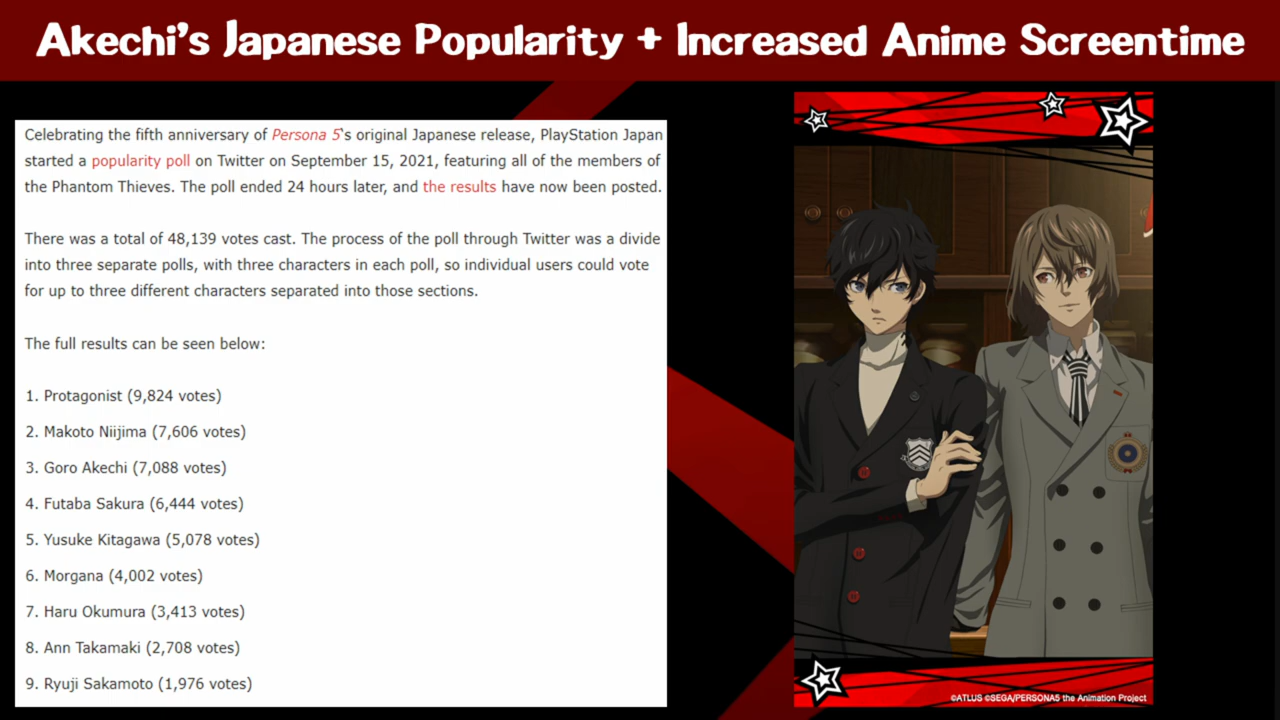 Akechi's Japanese Popularity + Increased Anime Screentime
Celebrating the fifth anniversary of Persona 5‘s original Japanese release, PlayStation Japan
started a popularity poll on Twitter on September 15, 2021, featuring all of the members of
the Phantom Thieves. The poll ended 24 hours later, and the results have now been posted.
There was a total of 48,139 votes cast. The process of the poll through Twitter was a divide
into three separate polls, with three characters in each poll, so individual users could vote
for up to three different characters separated into those sections.
The full results can be seen below:
1. Protagonist (9,824 votes)
2. Makoto Niijima (7,606 votes)
3. Goro Akechi (7,088 votes)
4. Futaba Sakura (6,444 votes)
5. Yusuke Kitagawa (5,078 votes)
6. Morgana (4,002 votes)
7. Haru Okumura (3,413 votes)
8. Ann Takamaki (2,708 votes)
9. Ryuji Sakamoto (1,976 votes)
©ATLUS ©SEGA/PERSONA5 the Animation Project